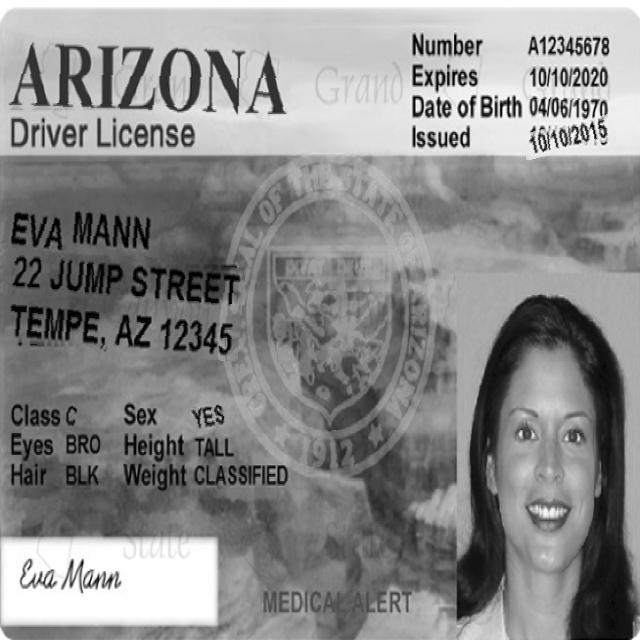 ARIZONA
Driver License
Number A12345678
Expires 10/10/2020
Date of Birth 04/06/1970
Issued 10/10/2015
Grand
GREAT SEAL OF THE STATE OF ARIZONA
DITAT DEUS
1912
EVA MANN
22 JUMP STREET
TEMPE, AZ 12345
Class C Sex YES
Eyes BRO Height TALL
Hair BLK Weight CLASSIFIED
State
Eva Mann
MEDICAL ALERT